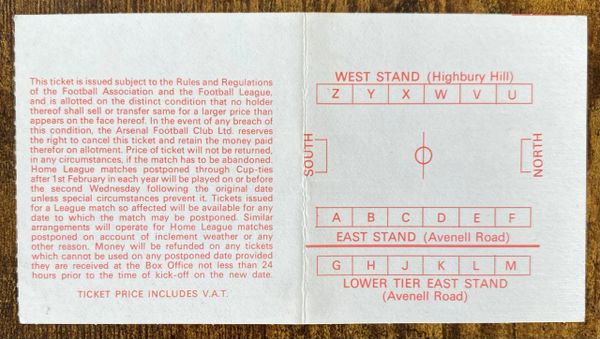 This ticket is issued subject to the Rules and Regulations
of the Football Association and the Football League,
and is allotted on the distinct condition that no holder
thereof shall sell or transfer same for a larger price than
appears on the face hereof. In the event of any breach of
this condition, the Arsenal Football Club Ltd. reserves
the right to cancel this ticket and retain the money paid
therefor on allotment. Price of ticket will not be returned,
in any circumstances, if the match has to be abandoned.
Home League matches postponed through Cup-ties
after 1st February in each year will be played on or before
the second Wednesday following the original date
unless special circumstances prevent it. Tickets issued
for a League match so affected will be available for any
date to which the match may be postponed. Similar
arrangements will operate for Home League matches
postponed on account of inclement weather or any
other reason. Money will be refunded on any tickets
which cannot be used on any postponed date provided
they are received at the Box Office not less than 24
hours prior to the time of kick-off on the new date.
TICKET PRICE INCLUDES V.A.T.
WEST STAND (Highbury Hill)
Z Y X W V U
SOUTH
NORTH
A B C D E F
EAST STAND (Avenell Road)
G H J K L M
LOWER TIER EAST STAND
(Avenell Road)